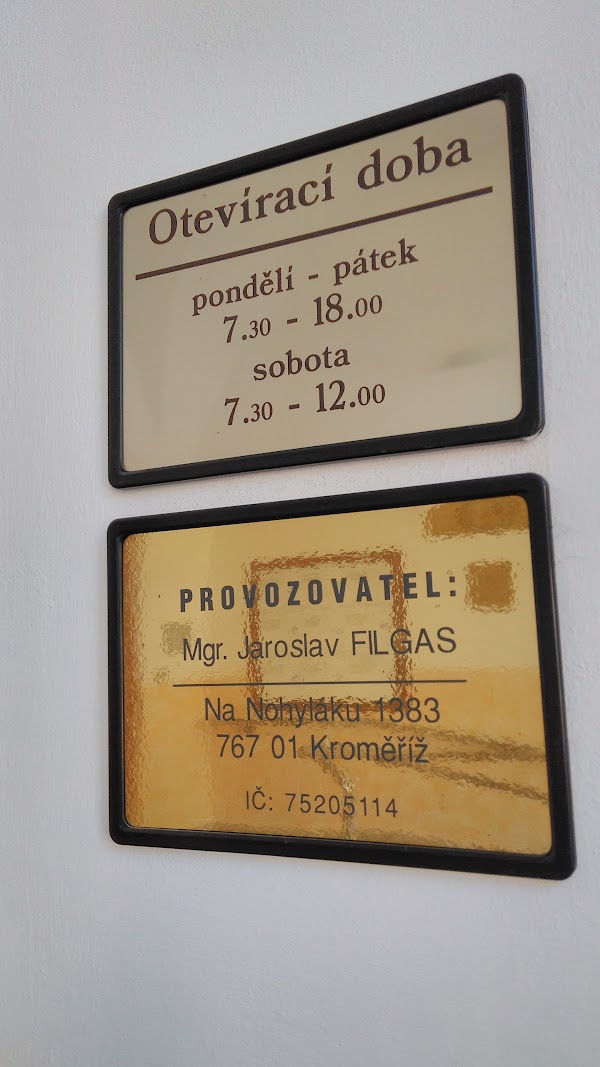 Otevírací doba
pondělí - pátek
7.30 - 18.00
sobota
7.30 - 12.00
PROVOZOVATEL:
Mgr. Jaroslav FILGAS
Na Nohyláku 1383
767 01 Kroměříž
IČ: 75205114